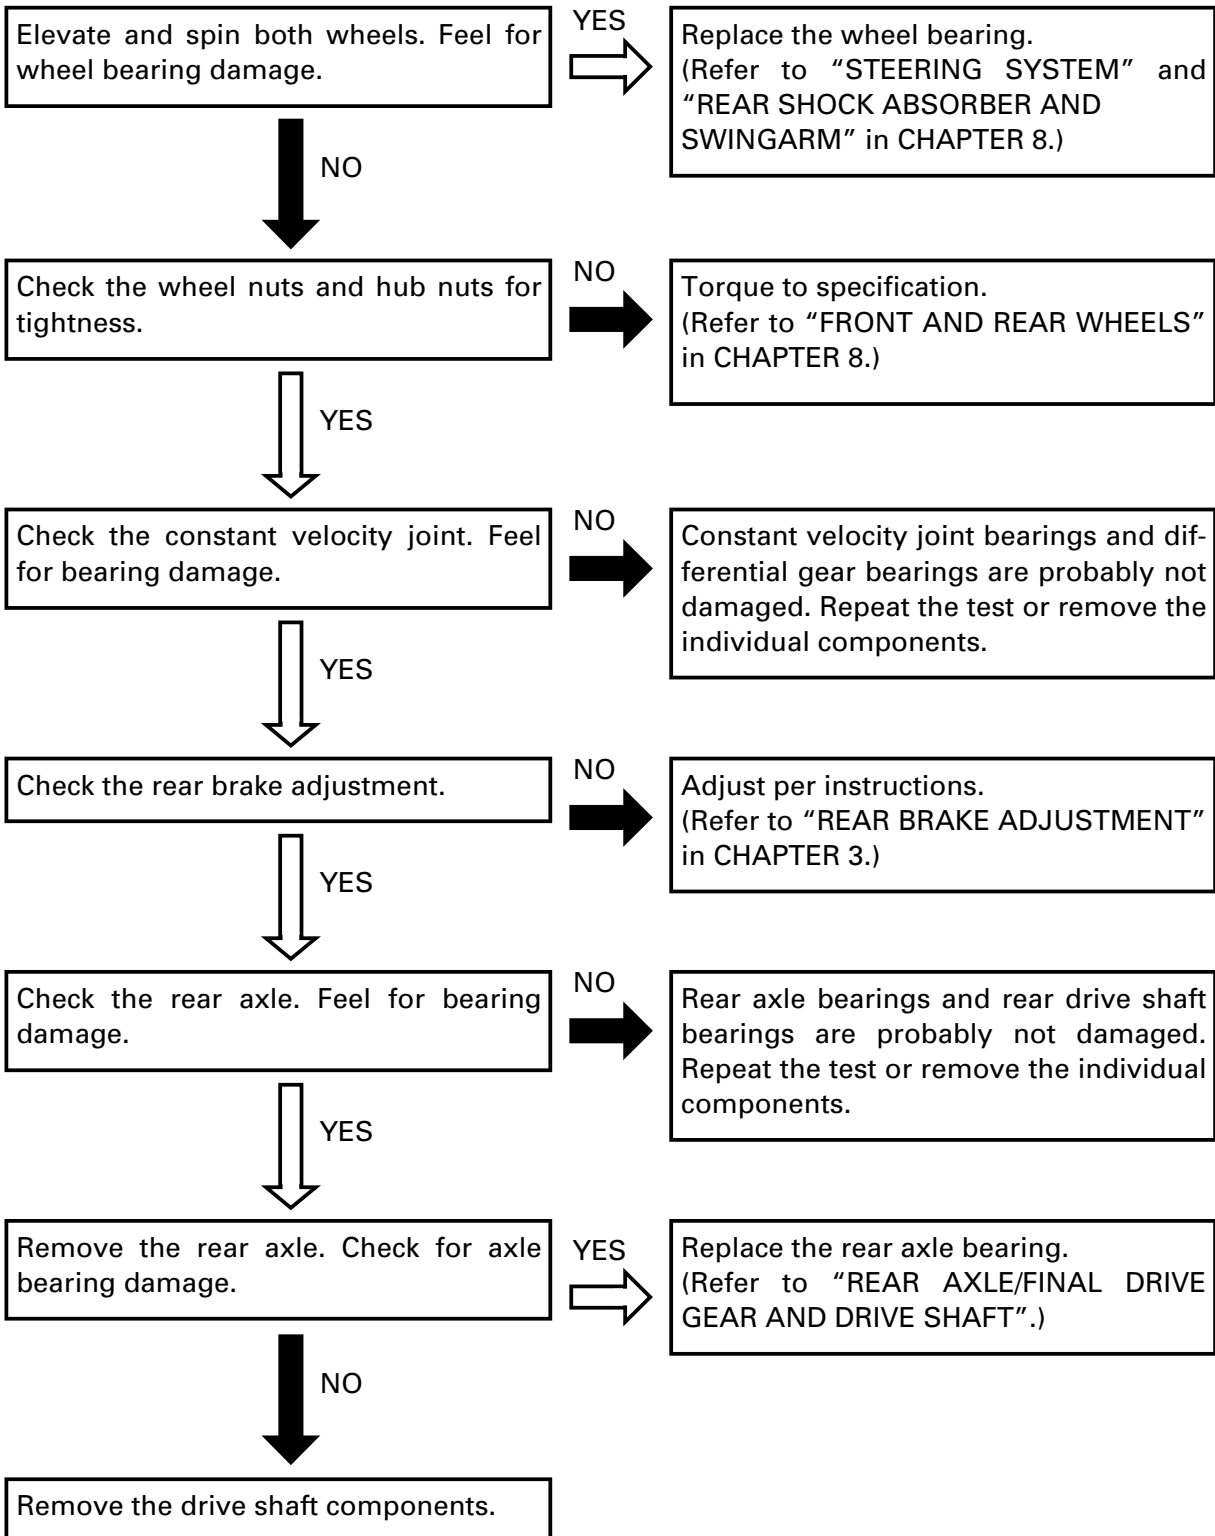 Elevate and spin both wheels. Feel for
wheel bearing damage.
YES
Replace the wheel bearing.
(Refer to “STEERING SYSTEM” and
“REAR SHOCK ABSORBER AND
SWINGARM” in CHAPTER 8.)
NO
Check the wheel nuts and hub nuts for
tightness.
NO
Torque to specification.
(Refer to “FRONT AND REAR WHEELS”
in CHAPTER 8.)
YES
Check the constant velocity joint. Feel
for bearing damage.
NO
Constant velocity joint bearings and dif-
ferential gear bearings are probably not
damaged. Repeat the test or remove the
individual components.
YES
Check the rear brake adjustment.
NO
Adjust per instructions.
(Refer to “REAR BRAKE ADJUSTMENT”
in CHAPTER 3.)
YES
Check the rear axle. Feel for bearing
damage.
NO
Rear axle bearings and rear drive shaft
bearings are probably not damaged.
Repeat the test or remove the individual
components.
YES
Remove the rear axle. Check for axle
bearing damage.
YES
Replace the rear axle bearing.
(Refer to “REAR AXLE/FINAL DRIVE
GEAR AND DRIVE SHAFT”.)
NO
Remove the drive shaft components.